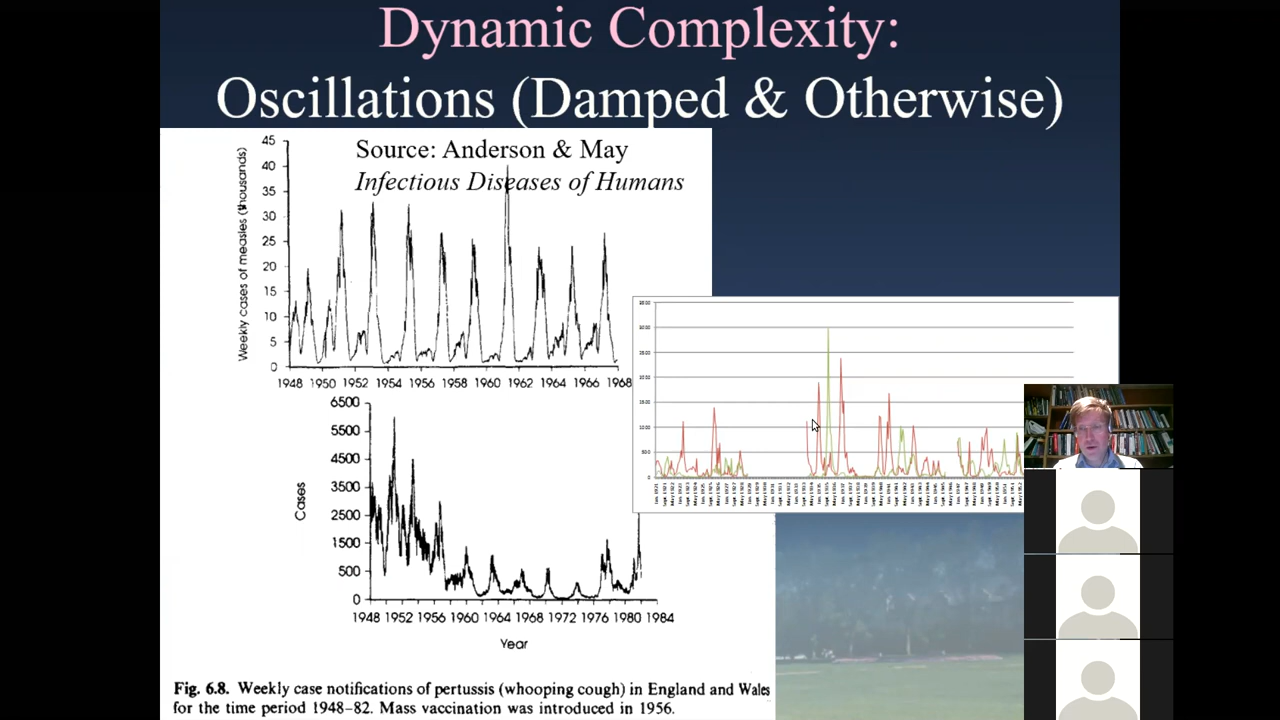 Dynamic Complexity:
Oscillations (Damped & Otherwise)
Source: Anderson & May
Infectious Diseases of Humans
Weekly cases of measles (thousands)
45
40
35
30
25
20
15
10
5
0
1948 1950 1952 1954 1956 1958 1960 1962 1964 1966 1968
Cases
6500
5500
4500
3500
2500
1500
500
0
1948 1952 1956 1960 1964 1968 1972 1976 1980 1984
Year
Fig. 6.8. Weekly case notifications of pertussis (whooping cough) in England and Wales
for the time period 1948–82. Mass vaccination was introduced in 1956.